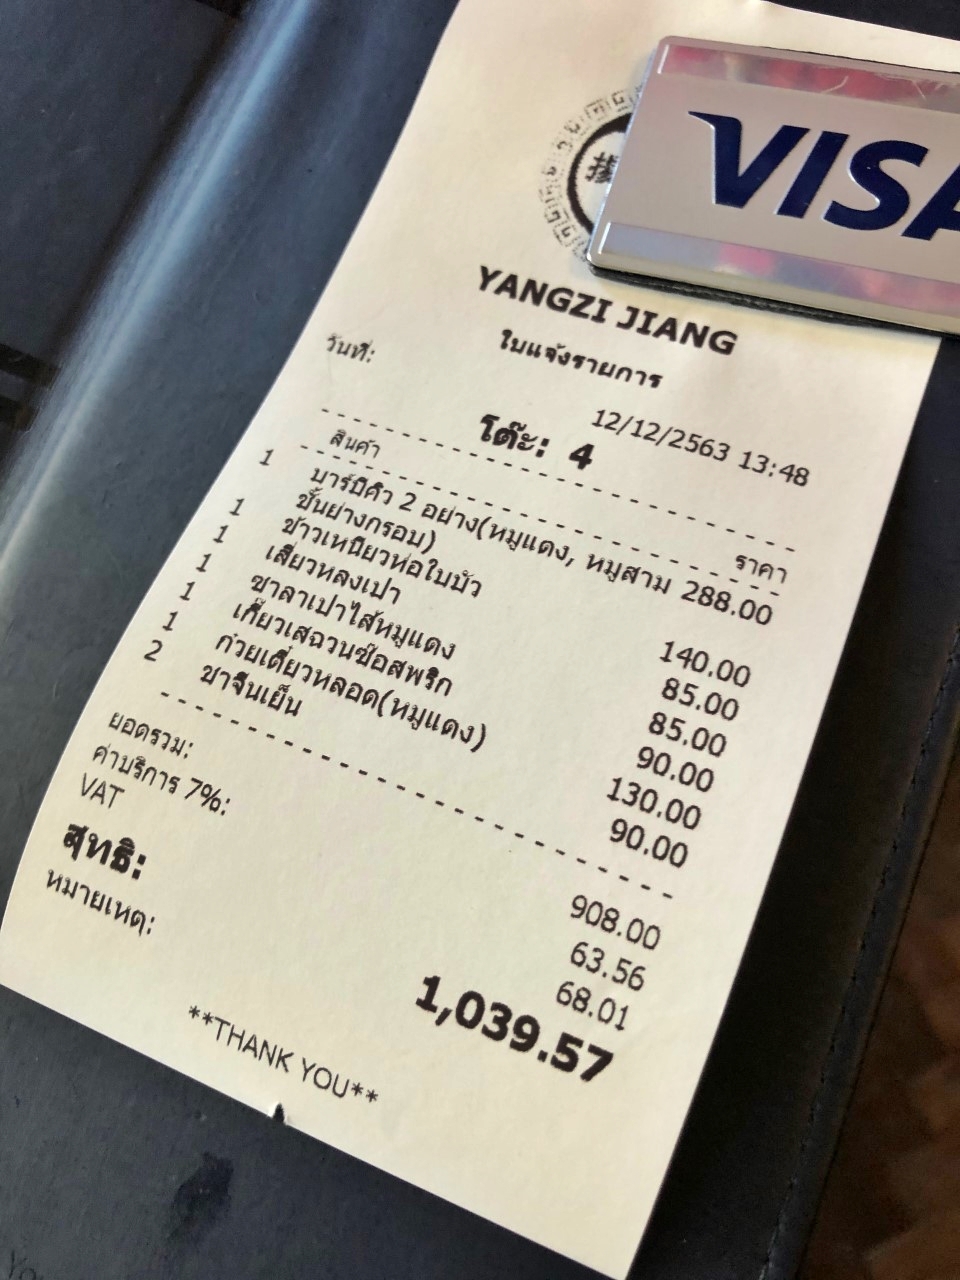 VISA
YANGZI JIANG
ใบแจ้งรายการ
วันที่: 12/12/2563 13:48
โต๊ะ: 4
สินค้า ราคา
1 บาร์บีคิว 2 อย่าง(หมูแดง, หมูสาม 288.00
ชั้นย่างกรอบ)
1 ข้าวเหนียวห่อใบบัว 140.00
1 เสี่ยวหลงเปา 85.00
1 ซาลาเปาไส้หมูแดง 85.00
1 เกี๊ยวเสฉวนซ๊อสพริก 90.00
1 ก๋วยเตี๋ยวหลอด(หมูแดง) 130.00
2 ชาจีนเย็น 90.00
ยอดรวม: 908.00
ค่าบริการ 7%: 63.56
VAT 68.01
สุทธิ: 1,039.57
หมายเหตุ:
**THANK YOU**